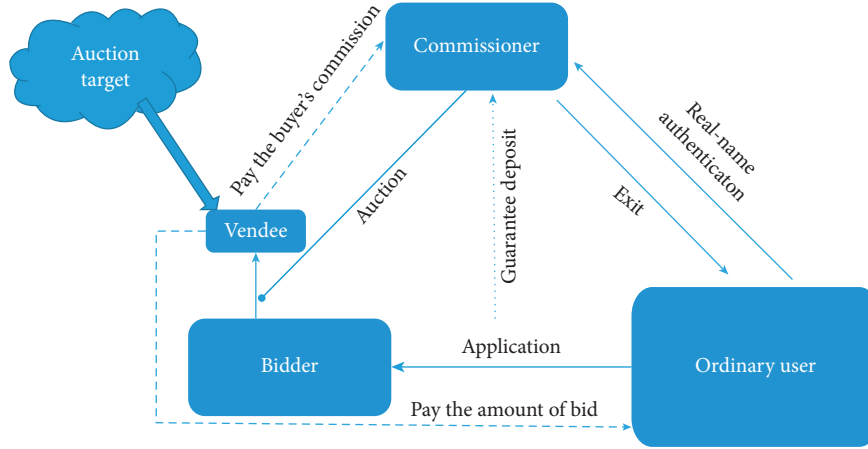 Auction
target
Commissioner
Pay the buyer's commission
Auction
Guarantee deposit
Real-name
authenticaton
Exit
Vendee
Bidder
Application
Ordinary user
Pay the amount of bid